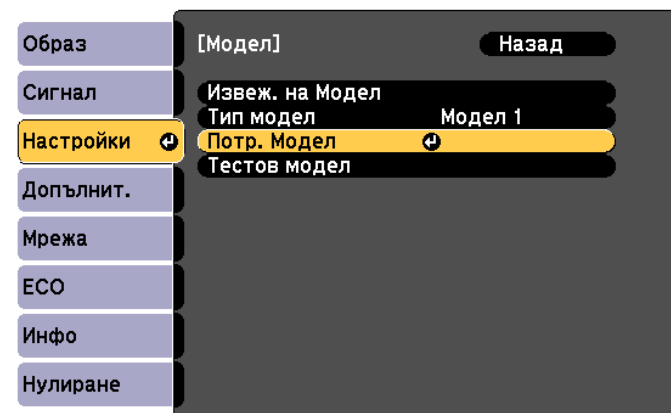 Образ
Сигнал
Настройки
Допълнит.
Мрежа
ECO
Инфо
Нулиране
[Модел] Назад
Извеж. на Модел
Тип модел Модел 1
Потр. Модел
Тестов модел